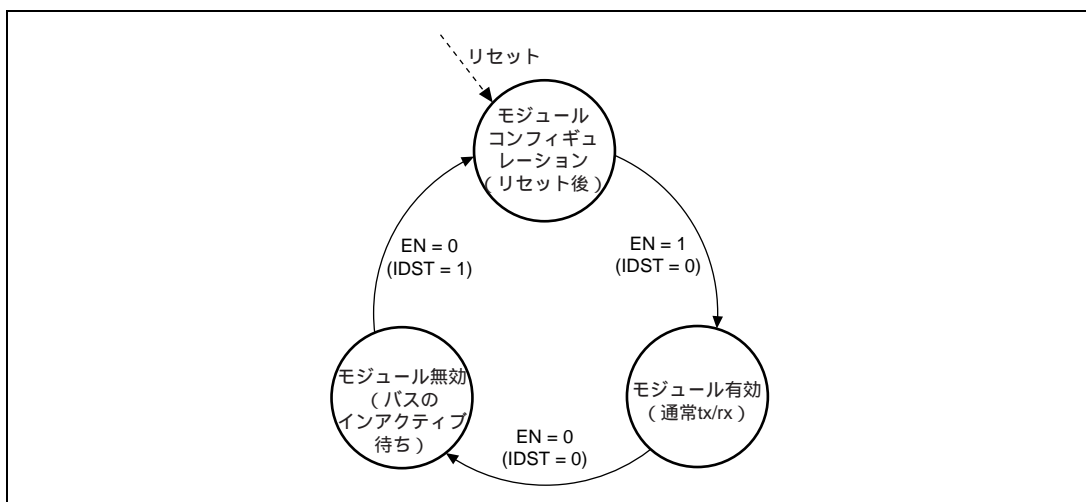 リセット
モジュール
コンフィギュ
レーション
（リセット後）
EN = 0
(IDST = 1)
EN = 1
(IDST = 0)
モジュール無効
（バスの
インアクティブ
待ち）
モジュール有効
（通常tx/rx）
EN = 0
(IDST = 0)